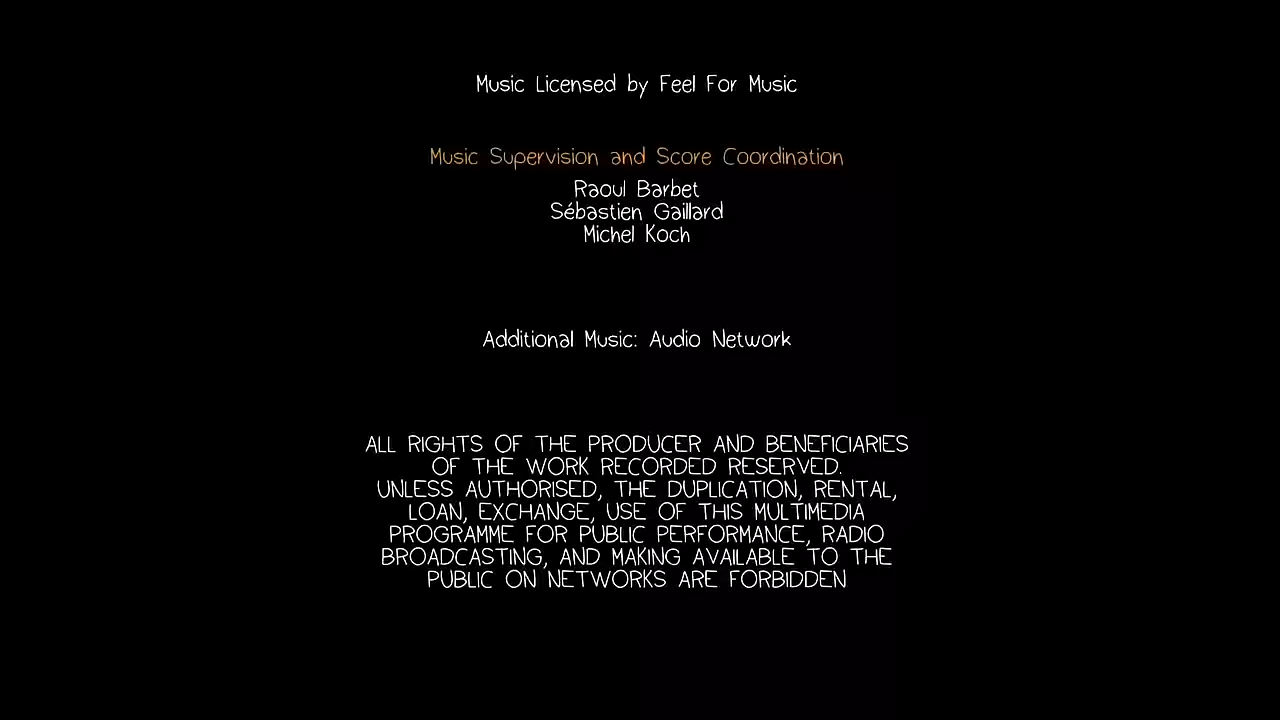 Music Licensed by Feel For Music
Music Supervision and Score Coordination
Raoul Barbet
Sébastien Gaillard
Michel Koch
Additional Music: Audio Network
ALL RIGHTS OF THE PRODUCER AND BENEFICIARIES
OF THE WORK RECORDED RESERVED.
UNLESS AUTHORISED, THE DUPLICATION, RENTAL,
LOAN, EXCHANGE, USE OF THIS MULTIMEDIA
PROGRAMME FOR PUBLIC PERFORMANCE, RADIO
BROADCASTING, AND MAKING AVAILABLE TO THE
PUBLIC ON NETWORKS ARE FORBIDDEN